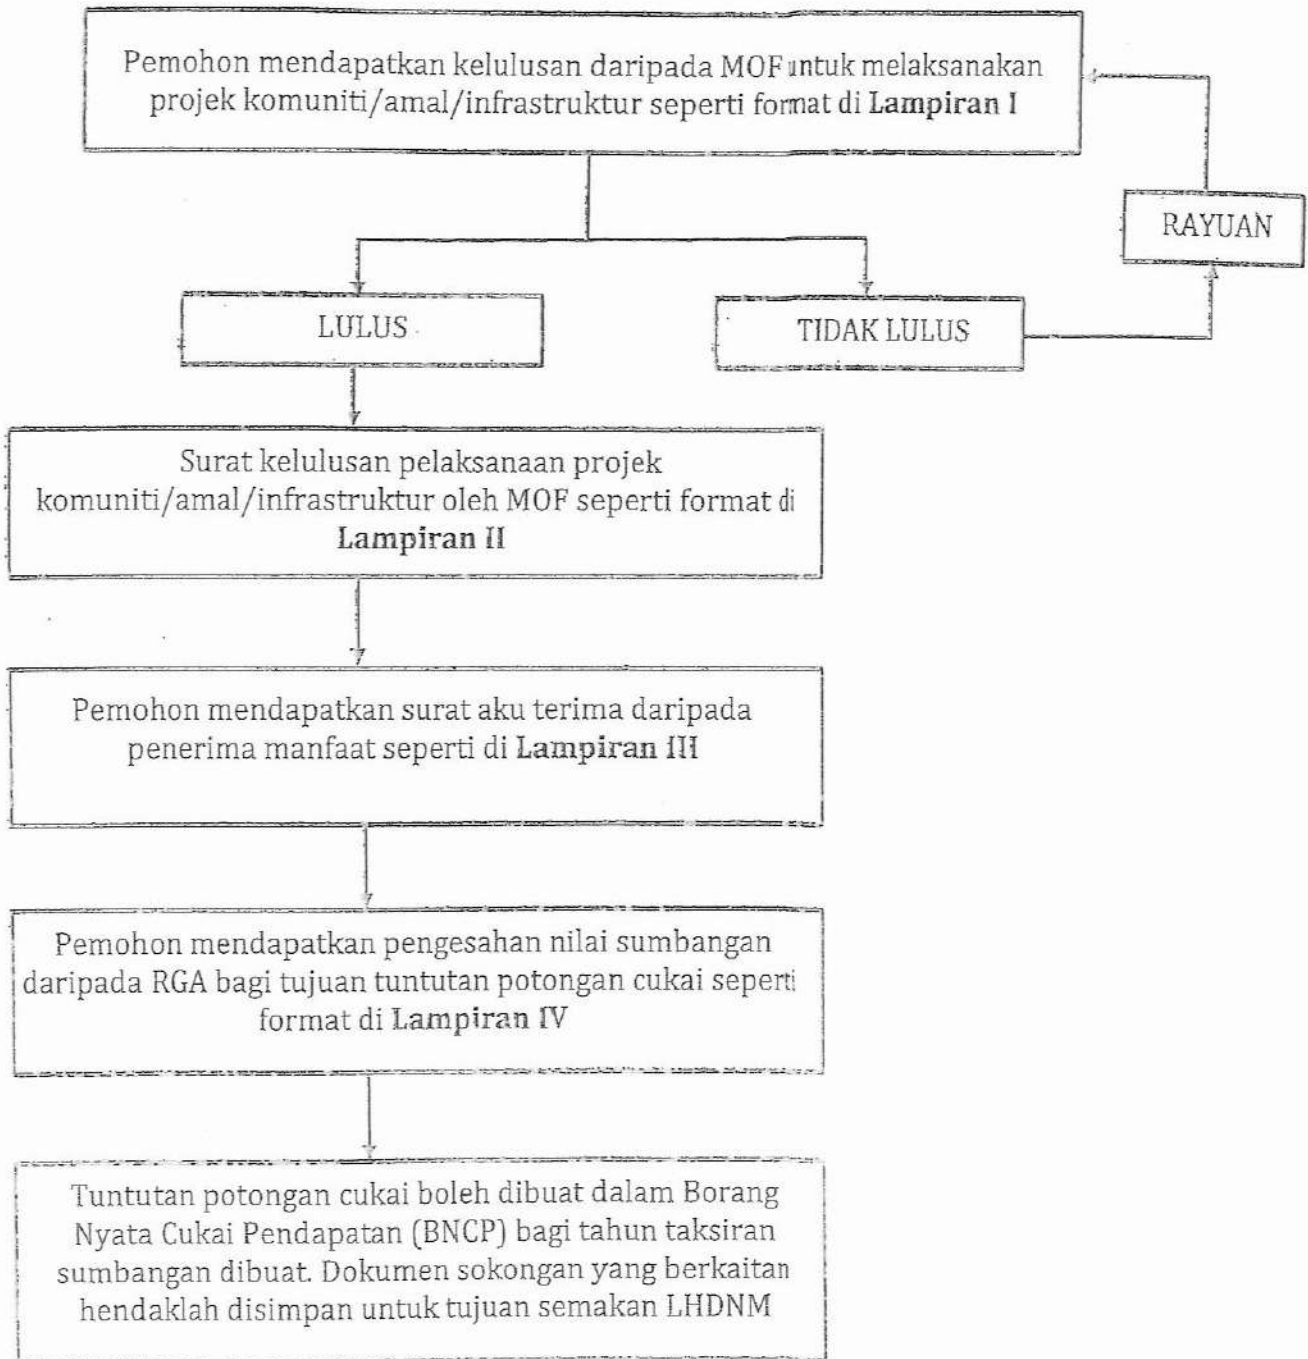 Pemohon mendapatkan kelulusan daripada MOF untuk melaksanakan
projek komuniti/amal/infrastruktur seperti format di Lampiran I
RAYUAN
LULUS
TIDAK LULUS
Surat kelulusan pelaksanaan projek
komuniti/amal/infrastruktur oleh MOF seperti format di
Lampiran II
Pemohon mendapatkan surat aku terima daripada
penerima manfaat seperti di Lampiran III
Pemohon mendapatkan pengesahan nilai sumbangan
daripada RGA bagi tujuan tuntutan potongan cukai seperti
format di Lampiran IV
Tuntutan potongan cukai boleh dibuat dalam Borang
Nyata Cukai Pendapatan (BNCP) bagi tahun taksiran
sumbangan dibuat. Dokumen sokongan yang berkaitan
hendaklah disimpan untuk tujuan semakan LHDNM